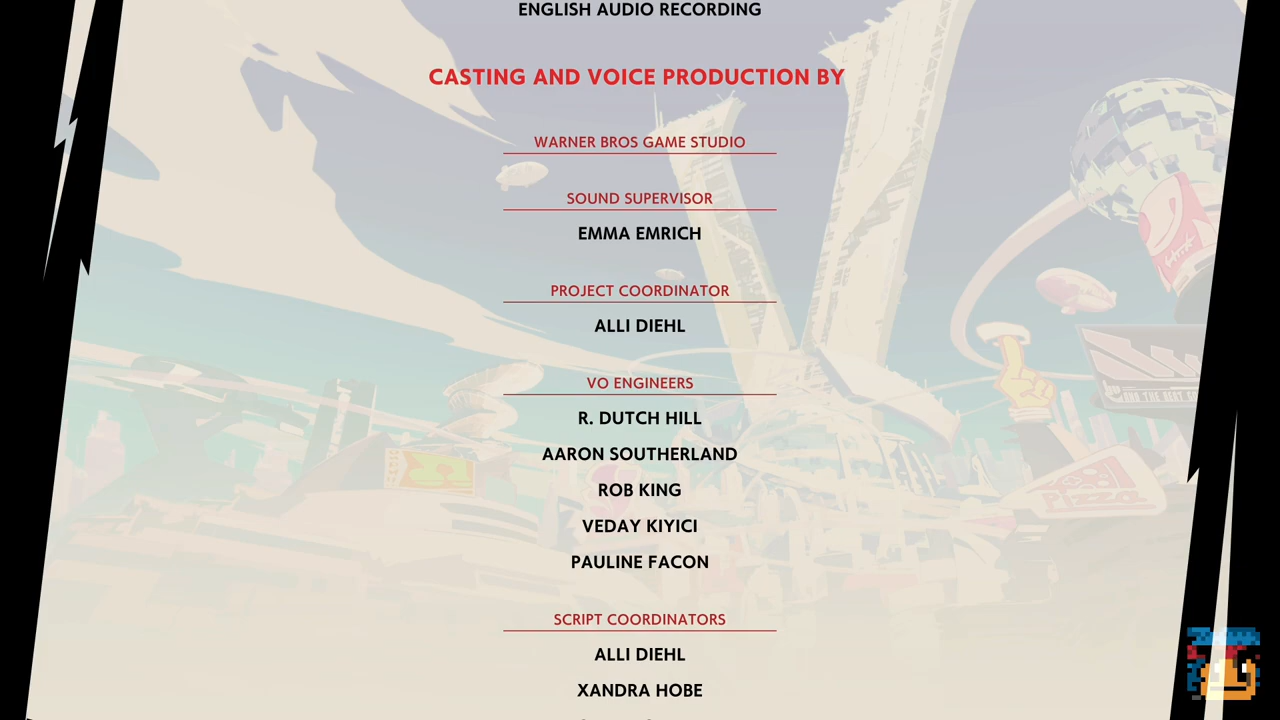 ENGLISH AUDIO RECORDING
CASTING AND VOICE PRODUCTION BY
WARNER BROS GAME STUDIO
SOUND SUPERVISOR
EMMA EMRICH
PROJECT COORDINATOR
ALLI DIEHL
VO ENGINEERS
R. DUTCH HILL
AARON SOUTHERLAND
ROB KING
VEDAY KIYICI
PAULINE FACON
SCRIPT COORDINATORS
ALLI DIEHL
XANDRA HOBE
PIZZA